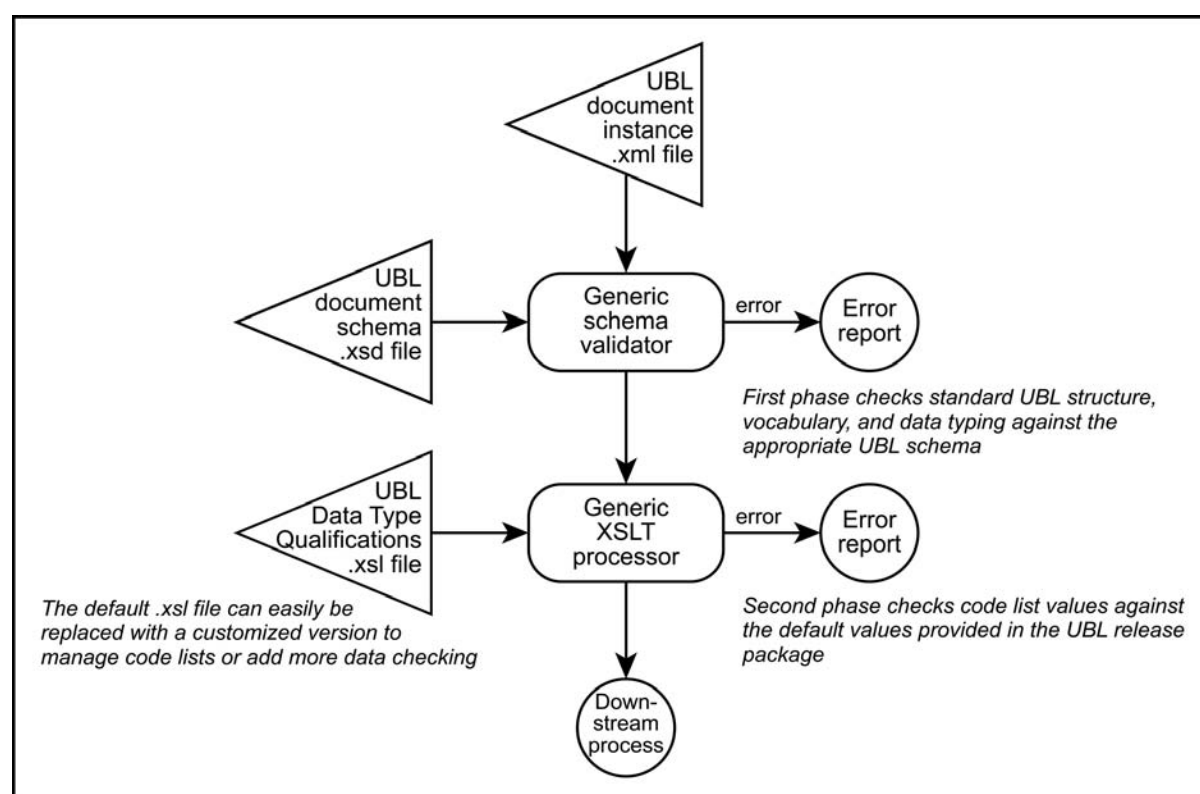 UBL
document
instance
.xml file
UBL
document
schema
.xsd file
Generic
schema
validator
error
Error
report
First phase checks standard UBL structure,
vocabulary, and data typing against the
appropriate UBL schema
UBL
Data Type
Qualifications
.xsl file
Generic
XSLT
processor
error
Error
report
The default .xsl file can easily be
replaced with a customized version to
manage code lists or add more data checking
Second phase checks code list values against
the default values provided in the UBL release
package
Down-
stream
process